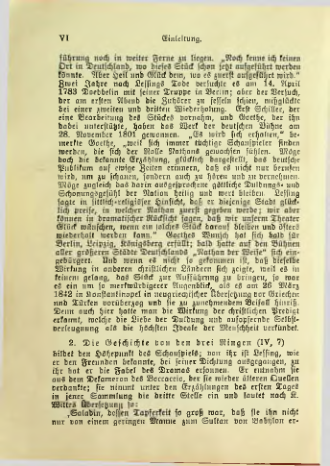 VI Einleitung.
führung noch in weiter Ferne zu liegen. „Noch kenne ich keinen
Ort in Deutschland, wo dieses Stück schon jetzt aufgeführt werden
könnte. Aber Heil und Glück dem, wo es zuerst aufgeführt wird.“
Zwei Jahre nach Lessings Tode versuchte es am 14. April
1783 Doebbelin mit seiner Truppe in Berlin; aber der Versuch,
der am ersten Abend die Zuhörer zu fesseln schien, mißglückte
bei einer zweiten und dritten Wiederholung. Erst Schiller, der
eine Bearbeitung des Stückes vornahm, und Goethe, der ihn
dabei unterstützte, haben das Werk der deutschen Bühne am
28. November 1801 gewonnen. „Es wird sich erhalten,“ be-
merkte Goethe, „weil sich immer tüchtige Schauspieler finden
werden, die sich der Rolle Nathans gewachsen fühlen. Möge
doch die bekannte Erzählung, glücklich dargestellt, das deutsche
Publikum auf ewige Zeiten erinnern, daß es nicht nur berufen
wird, um zu schauen, sondern auch zu hören und zu vernehmen.
Möge zugleich das darin ausgesprochene göttliche Duldungs- und
Schonungsgefühl der Nation heilig und wert bleiben. Lessing
sagte in sittlich-religiöser Hinsicht, daß er diejenige Stadt glück-
lich preise, in welcher Nathan zuerst gegeben werde; wir aber
können in dramatischer Rücksicht sagen, daß wir unserm Theater
Glück wünschen, wenn ein solches Stück darauf bleiben und öfters
wiederholt werden kann.“ Goethes Wunsch hat sich bald für
Berlin, Leipzig, Königsberg erfüllt; bald hatte auf den Bühnen
aller größeren Städte Deutschlands „Nathan der Weise“ sich ein-
gebürgert. Und wenn es nicht so gekommen ist, daß dieselbe
Wirkung in anderen christlichen Ländern sich zeigte, weil es in
keinem gelang, das Stück zur Aufführung zu bringen, so war
es ein um so merkwürdigerer Augenblick, als es am 26 März
1842 in Konstantinopel in neugriechischer Übersetzung vor Griechen
und Türken vorüberzog und sie zu zunehmendem Beifall hinriß.
Denn auch hier hatte man die Wirkung der christlichen Predigt
erkannt, welche die Liebe der Duldung und aufopfernde Selbst-
verleugnung als die höchsten Ideale der Menschheit verkündet.
2. Die Geschichte von den drei Ringen (IV, 7)
bildet den Höhepunkt des Schauspiels; von ihr ist Lessing, wie
er den Freunden bekannte, bei seiner Dichtung ausgegangen, zu
ihr hat er die Fabel des Dramas ersonnen. Er entnahm sie
aus dem Dekameron des Boccaccio, der sie wieder älteren Quellen
verdankte; sie nimmt unter den Erzählungen des ersten Tages
in jener Sammlung die dritte Stelle ein und lautet nach K.
Wittes Übersetzung so:
„Saladin, dessen Tapferkeit so groß war, daß sie ihn nicht
nur von einem geringen Manne zum Sultan von Babylon er-